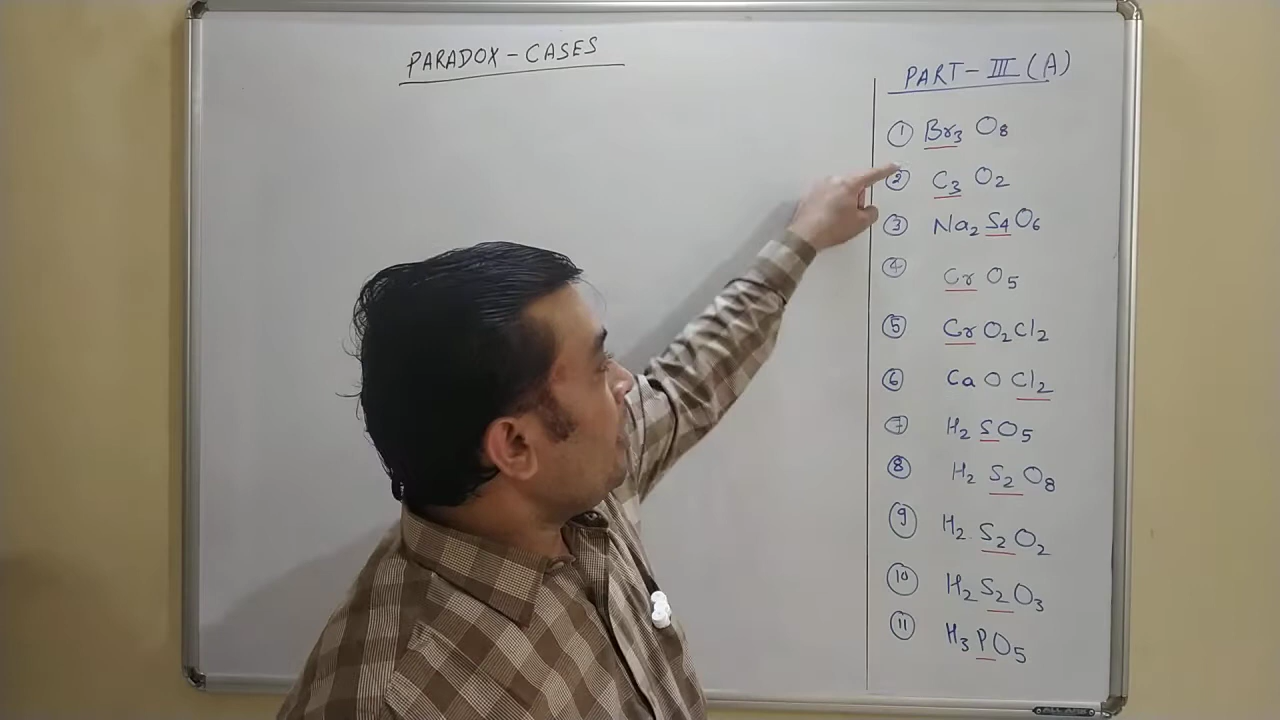 PARADOX - CASES
PART - III (A)
① Br3 O8
② C3 O2
③ Na2 S4 O6
④ Cr O5
⑤ Cr O2 Cl2
⑥ Ca O Cl2
⑦ H2 S O5
⑧ H2 S2 O8
⑨ H2 S2 O2
⑩ H2 S2 O3
⑪ H3 P O5